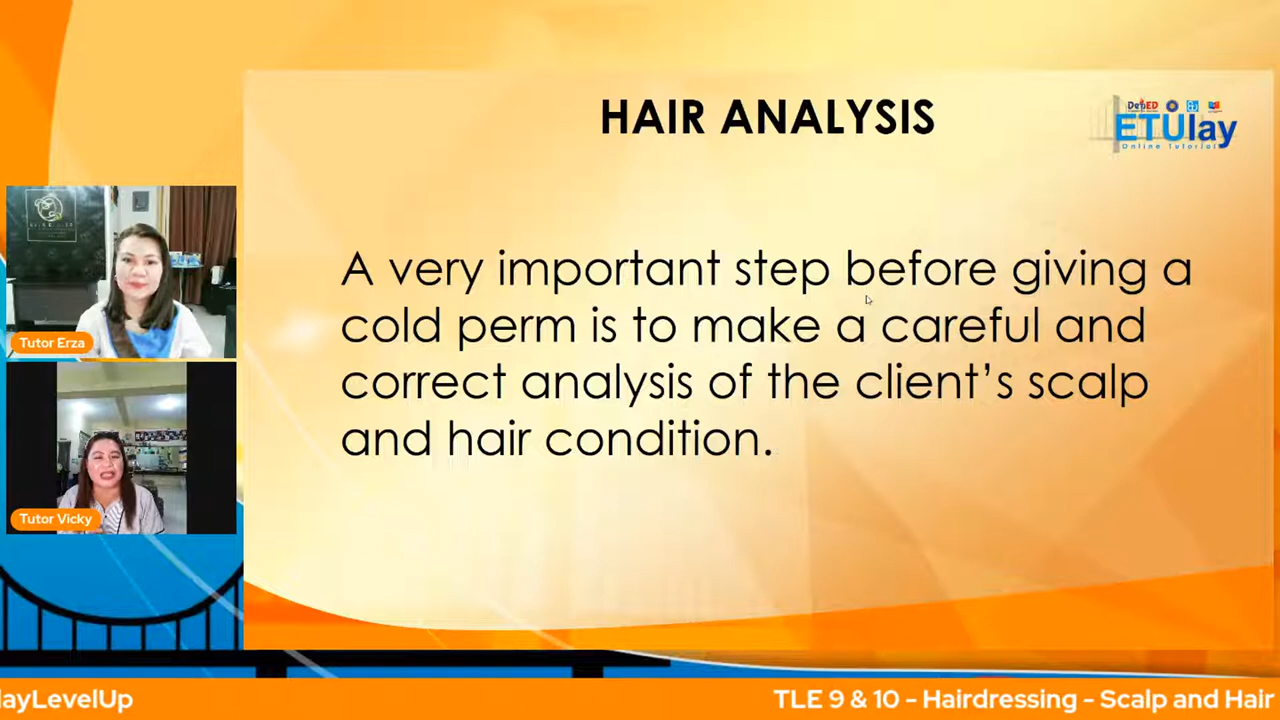 HAIR ANALYSIS
DepED
ETUlay
Online Tutorial
A very important step before giving a
cold perm is to make a careful and
correct analysis of the client’s scalp
and hair condition.
Tutor Erza
Tutor Vicky
layLevelUp
TLE 9 & 10 – Hairdressing - Scalp and Hair